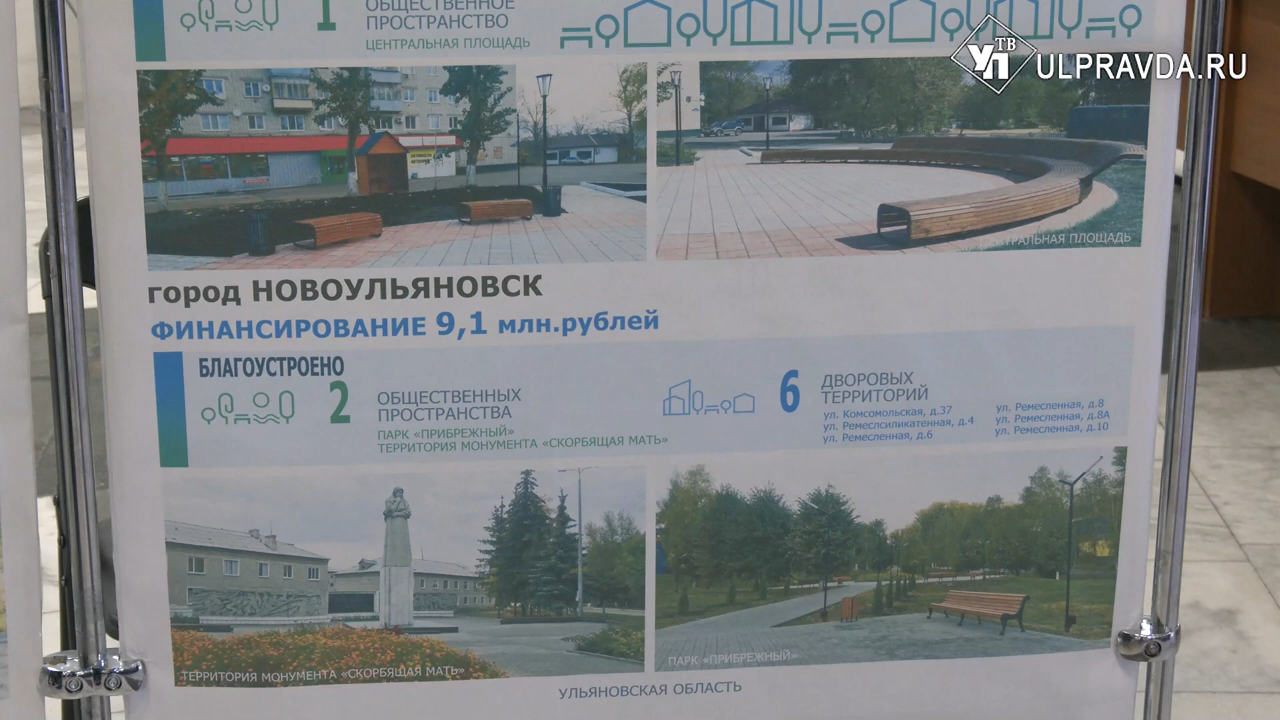 1 ОБЩЕСТВЕННОЕ
ПРОСТРАНСТВО
ЦЕНТРАЛЬНАЯ ПЛОЩАДЬ
УП ТВ ULPRAVDA.RU
ЦЕНТРАЛЬНАЯ ПЛОЩАДЬ
город НОВОУЛЬЯНОВСК
ФИНАНСИРОВАНИЕ 9,1 млн.рублей
БЛАГОУСТРОЕНО
2 ОБЩЕСТВЕННЫХ
ПРОСТРАНСТВА
ПАРК «ПРИБРЕЖНЫЙ»
ТЕРРИТОРИЯ МОНУМЕНТА «СКОРБЯЩАЯ МАТЬ»
6 ДВОРОВЫХ
ТЕРРИТОРИЙ
ул. Комсомольская, д.37
ул. Ремеслсиликатенная, д.4
ул. Ремесленная, д.6
ул. Ремесленная, д.8
ул. Ремесленная, д.8А
ул. Ремесленная, д.10
ТЕРРИТОРИЯ МОНУМЕНТА «СКОРБЯЩАЯ МАТЬ»
ПАРК «ПРИБРЕЖНЫЙ»
УЛЬЯНОВСКАЯ ОБЛАСТЬ